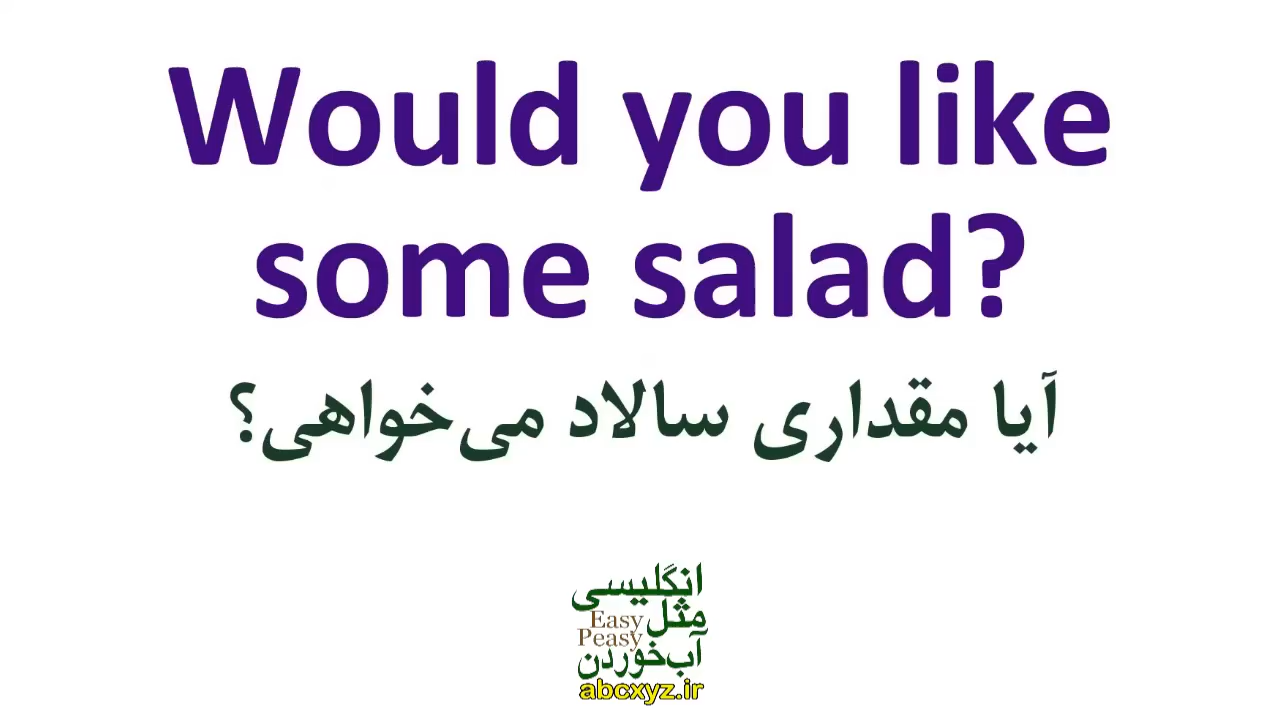 Would you like
some salad?
آیا مقداری سالاد می‌خواهی؟
انگلیسی
مثل
Easy
Peasy
آب‌خوردن
abcxyz.ir